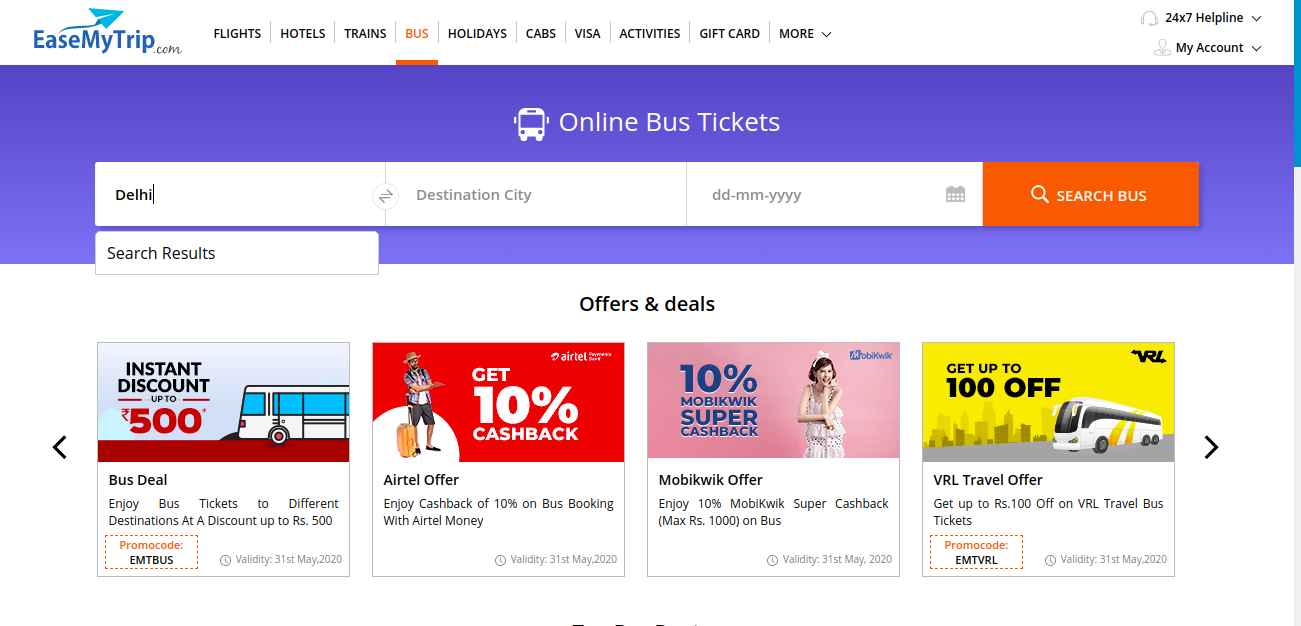 EaseMyTrip.com
FLIGHTS HOTELS TRAINS BUS HOLIDAYS CABS VISA ACTIVITIES GIFT CARD MORE
24x7 Helpline
My Account
Online Bus Tickets
Delhi
Destination City
dd-mm-yyyy
SEARCH BUS
Search Results
Offers & deals
INSTANT
DISCOUNT
UP TO
₹500*
Bus Deal
Enjoy Bus Tickets to Different
Destinations At A Discount up to Rs. 500
Promocode:
EMTBUS
Validity: 31st May,2020
airtel Payments Bank
GET
10%
CASHBACK
Airtel Offer
Enjoy Cashback of 10% on Bus Booking
With Airtel Money
Validity: 31st May,2020
MobiKwik
10%
MOBIKWIK
SUPER
CASHBACK
Mobikwik Offer
Enjoy 10% MobiKwik Super Cashback
(Max Rs. 1000) on Bus
Validity: 31st May, 2020
VRL
GET UP TO
100 OFF
VRL Travel Offer
Get up to Rs.100 Off on VRL Travel Bus
Tickets
Promocode:
EMTVRL
Validity: 31st May,2020